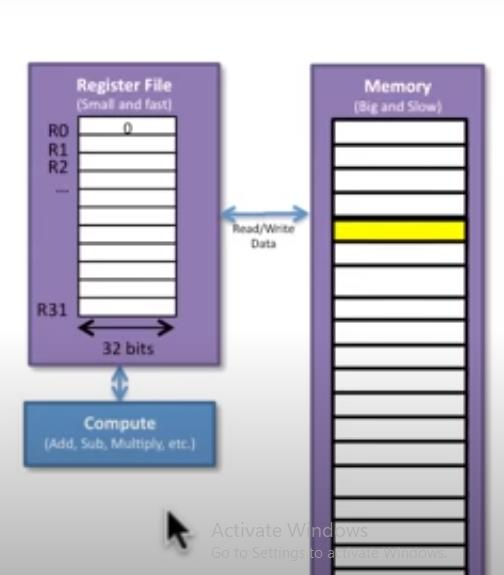 Register File
(Small and fast)
R0
0
R1
R2
...
R31
32 bits
Compute
(Add, Sub, Multiply, etc.)
Read/Write
Data
Memory
(Big and Slow)
Activate Windows
Go to Settings to activate Windows.